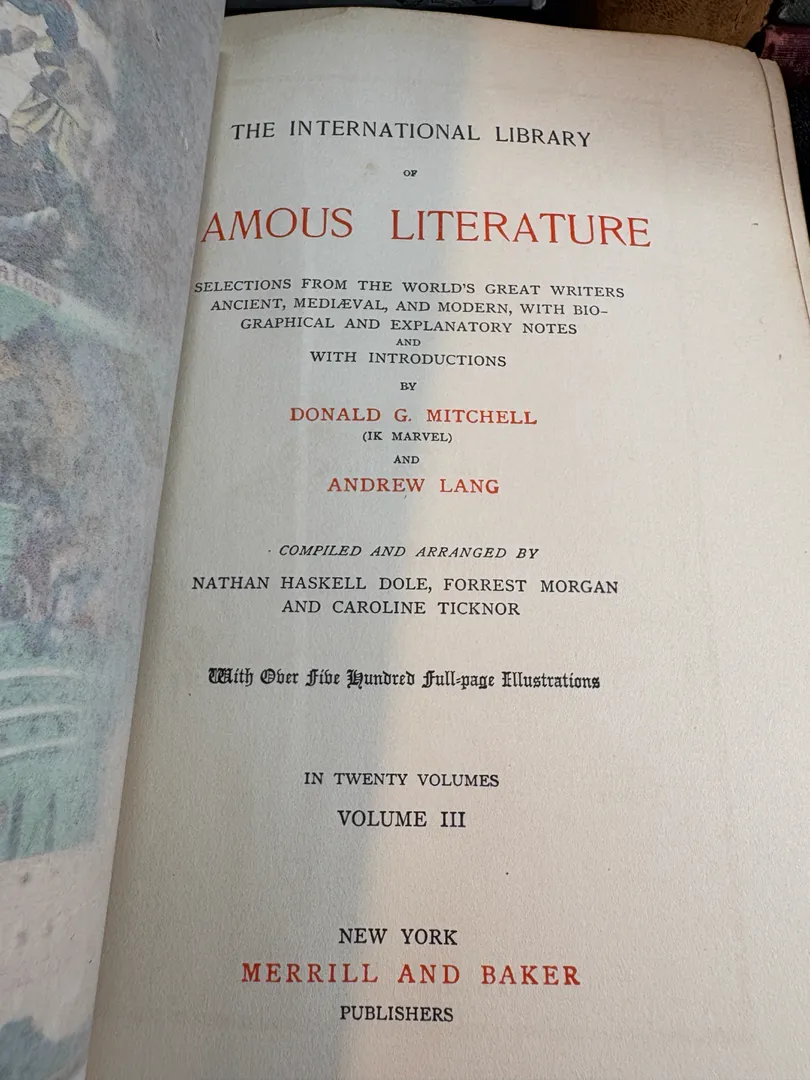 THE INTERNATIONAL LIBRARY
OF
AMOUS LITERATURE
SELECTIONS FROM THE WORLD'S GREAT WRITERS
ANCIENT, MEDIÆVAL, AND MODERN, WITH BIO-
GRAPHICAL AND EXPLANATORY NOTES
AND
WITH INTRODUCTIONS
BY
DONALD G. MITCHELL
(IK MARVEL)
AND
ANDREW LANG
COMPILED AND ARRANGED BY
NATHAN HASKELL DOLE, FORREST MORGAN
AND CAROLINE TICKNOR
With Over Five Hundred Full-page Illustrations
IN TWENTY VOLUMES
VOLUME III
NEW YORK
MERRILL AND BAKER
PUBLISHERS